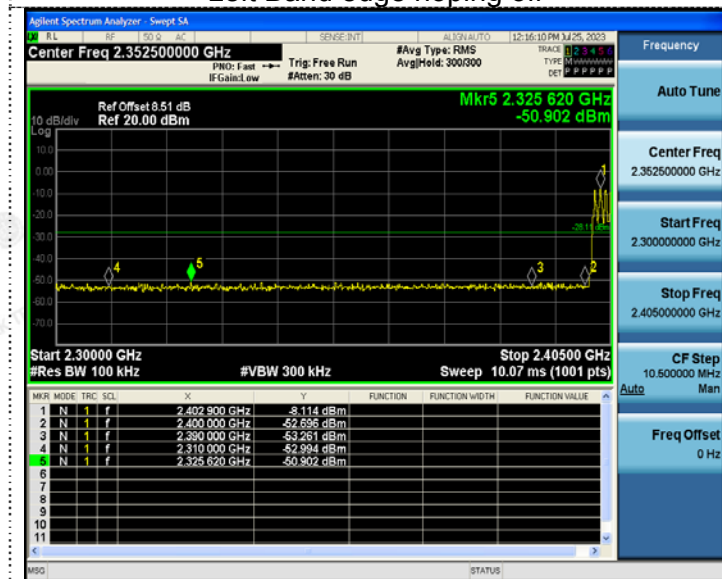 Agilent Spectrum Analyzer - Swept SA
RL RF 50 Ω AC SENSE:INT ALIGN AUTO 12:16:10 PM Jul 25, 2023
Center Freq 2.352500000 GHz
PNO: Fast
IFGain:Low
Trig: Free Run
#Atten: 30 dB
#Avg Type: RMS
Avg|Hold: 300/300
TRACE 1 2 3 4 5 6
TYPE M
DET P P P P P P
Ref Offset 8.51 dB
10 dB/div Ref 20.00 dBm
Log
Mkr5 2.325 620 GHz
-50.902 dBm
10.0
0.00
-10.0
-20.0
-30.0
-40.0
-50.0
-60.0
-70.0
1
-28.11 dBm
4
5
3
2
Start 2.30000 GHz Stop 2.40500 GHz
#Res BW 100 kHz #VBW 300 kHz Sweep 10.07 ms (1001 pts)
MKR MODE TRC SCL X Y FUNCTION FUNCTION WIDTH FUNCTION VALUE
1 N 1 f 2.402 900 GHz -8.114 dBm
2 N 1 f 2.400 000 GHz -52.696 dBm
3 N 1 f 2.390 000 GHz -53.261 dBm
4 N 1 f 2.310 000 GHz -52.994 dBm
5 N 1 f 2.325 620 GHz -50.902 dBm
6
7
8
9
10
11
MSG STATUS
Frequency
Auto Tune
Center Freq
2.352500000 GHz
Start Freq
2.300000000 GHz
Stop Freq
2.405000000 GHz
CF Step
10.500000 MHz
Auto Man
Freq Offset
0 Hz